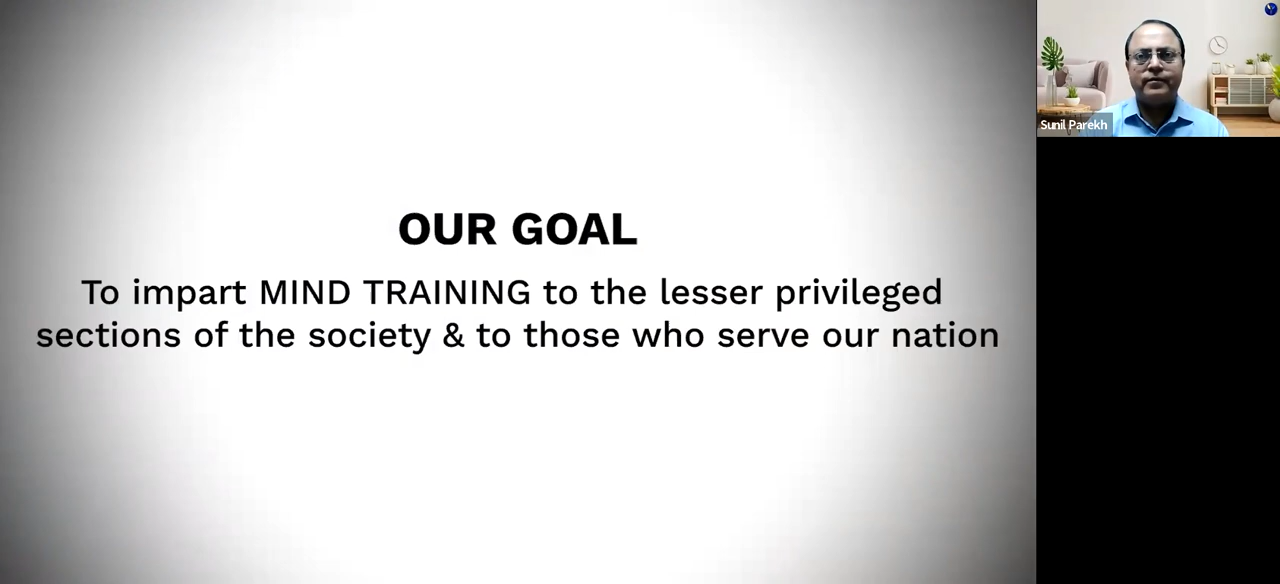 OUR GOAL
To impart MIND TRAINING to the lesser privileged
sections of the society & to those who serve our nation
Sunil Parekh